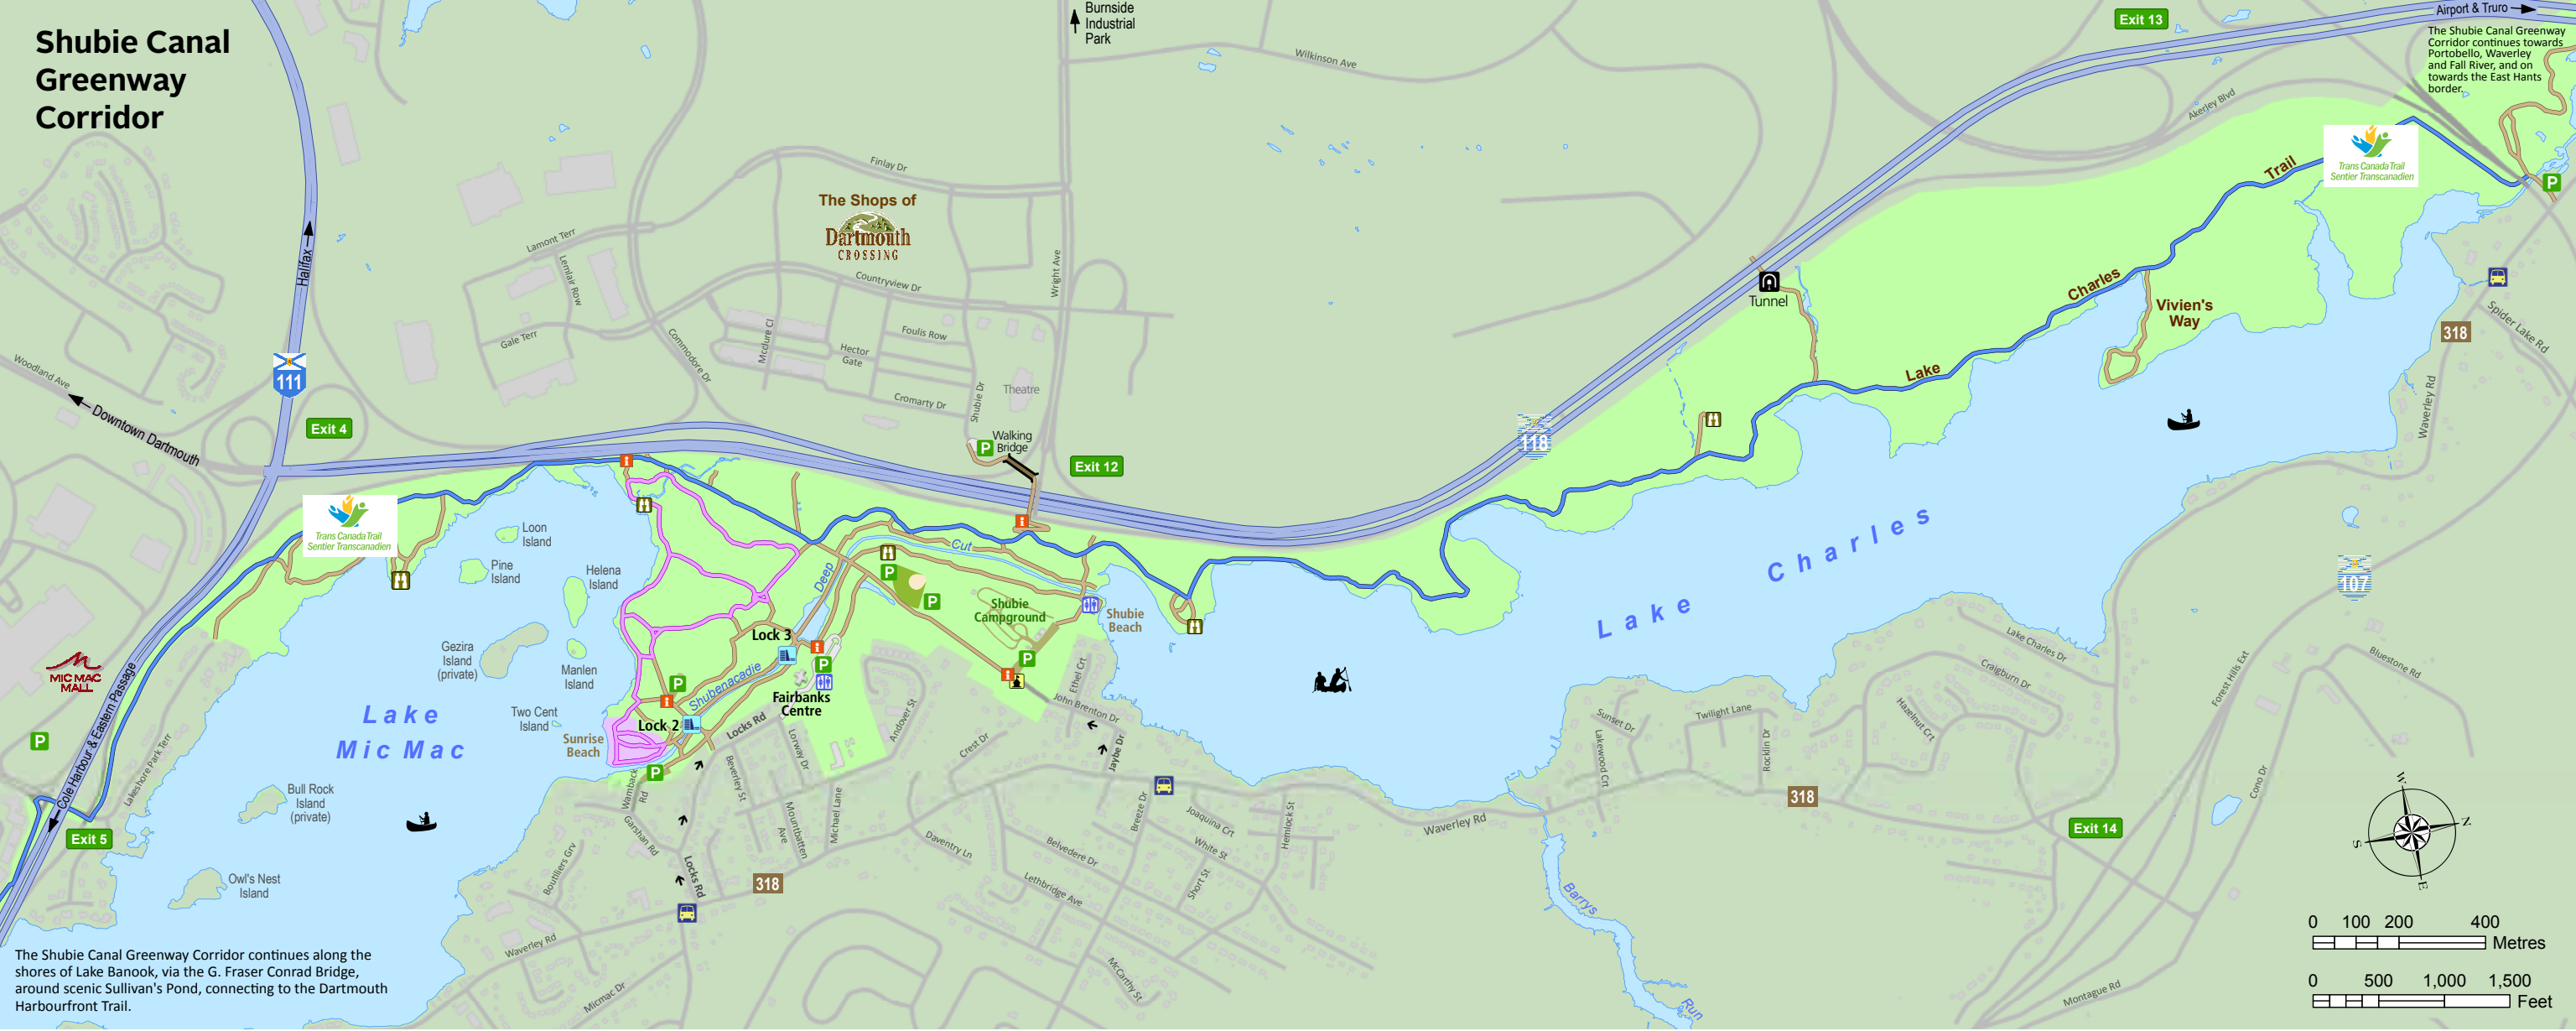 Shubie Canal
Greenway
Corridor
Burnside
Industrial
Park
Exit 13
Airport & Truro
The Shubie Canal Greenway
Corridor continues towards
Portobello, Waverley
and Fall River, and on
towards the East Hants
border.
Wilkinson Ave
Akerley Blvd
Finlay Dr
The Shops of
Dartmouth
CROSSING
Lamont Terr
Lemlair Row
Gale Terr
Countryview Dr
Wright Ave
Mcclure Cl
Foulis Row
Hector
Gate
Cromarty Dr
Shubie Dr
Theatre
Commodore Dr
Halifax
111
Woodland Ave
Downtown Dartmouth
Exit 4
Walking
Bridge
P
Exit 12
118
Tunnel
Trail
Charles
Lake
Vivien's
Way
Trans Canada Trail
Sentier Transcanadien
P
318
Spider Lake Rd
Waverley Rd
Trans Canada Trail
Sentier Transcanadien
Loon
Island
Pine
Island
Helena
Island
Gezira
Island
(private)
Manlen
Island
Two Cent
Island
Sunrise
Beach
Bull Rock
Island
(private)
Owl's Nest
Island
Lake
Mic Mac
MIC MAC
MALL
P
Cole Harbour & Eastern Passage
Lakeshore Park Terr
Exit 5
Deep
Cut
P
P
Shubie
Campground
Shubie
Beach
Lock 3
P
P
Shubenacadie
Fairbanks
Centre
Lock 2
Locks Rd
P
P
Ethel Crt
John Brenton Dr
Jaybe Dr
Andover St
Crest Dr
Lorway Dr
Beverley St
Wamback
Rd
Garshan Rd
Mountbatten
Ave
Michael Lane
Boutiliers Grv
Locks Rd
318
Waverley Rd
Micmac Dr
Daventry Ln
Belvedere Dr
Lethbridge Ave
Breeze Dr
Joaquina Crt
White St
Short St
Hemlock St
McCarthy St
Waverley Rd
Lake Charles
107
Lake Charles Dr
Craigburn Dr
Hazelnut Crt
Twilight Lane
Sunset Dr
Lakewood Crt
Rocklin Dr
318
Exit 14
Forest Hills Ext
Bluestone Rd
Cono Dr
Barrys
Run
Montague Rd
W
N
S
E
0 100 200 400
Metres
0 500 1,000 1,500
Feet
The Shubie Canal Greenway Corridor continues along the
shores of Lake Banook, via the G. Fraser Conrad Bridge,
around scenic Sullivan's Pond, connecting to the Dartmouth
Harbourfront Trail.